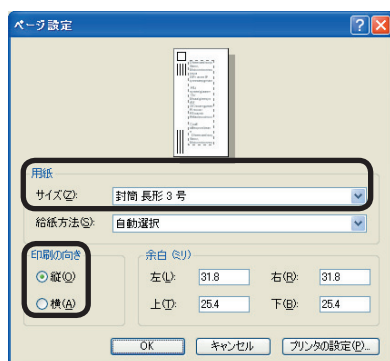 ページ設定
用紙
サイズ(Z): 封筒 長形 3 号
給紙方法(S): 自動選択
印刷の向き
縦(O)
横(A)
余白 (ミリ)
左(L): 31.8 右(R): 31.8
上(T): 25.4 下(B): 25.4
OK キャンセル プリンタの設定(P)...